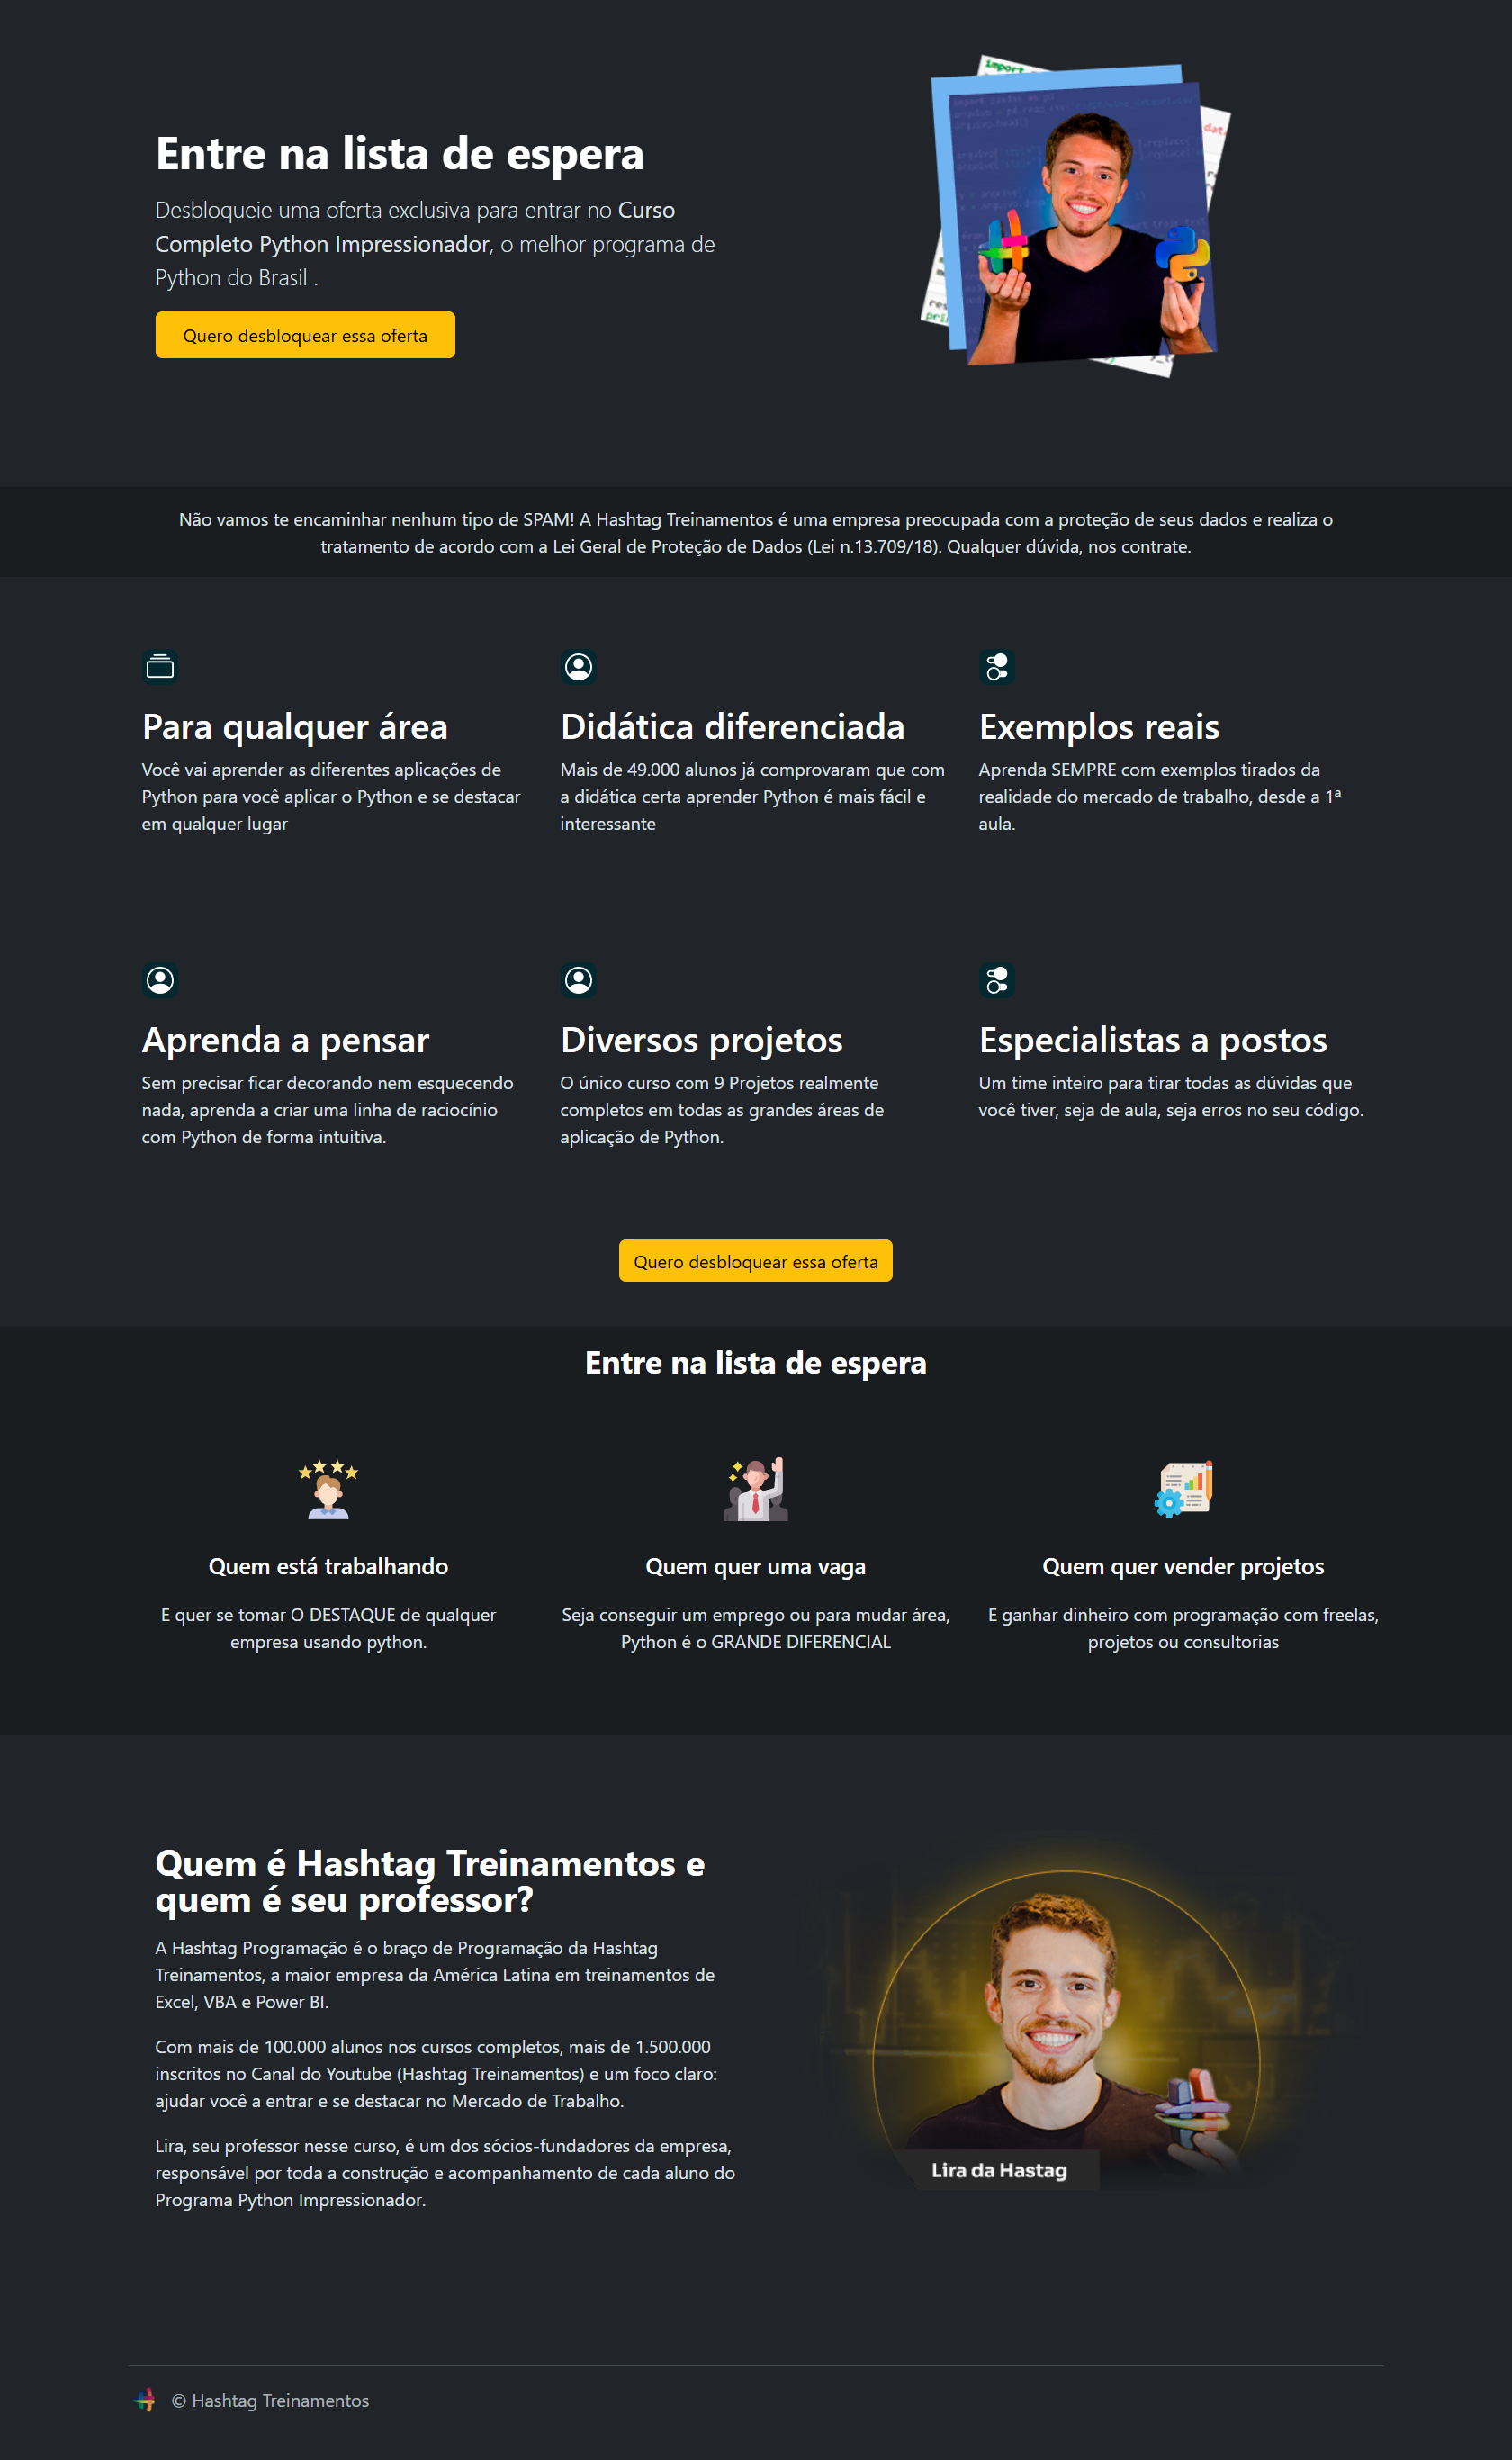 Entre na lista de espera
Desbloqueie uma oferta exclusiva para entrar no Curso
Completo Python Impressionador, o melhor programa de
Python do Brasil .
Quero desbloquear essa oferta
Não vamos te encaminhar nenhum tipo de SPAM! A Hashtag Treinamentos é uma empresa preocupada com a proteção de seus dados e realiza o
tratamento de acordo com a Lei Geral de Proteção de Dados (Lei n.13.709/18). Qualquer dúvida, nos contrate.
Para qualquer área
Você vai aprender as diferentes aplicações de
Python para você aplicar o Python e se destacar
em qualquer lugar
Didática diferenciada
Mais de 49.000 alunos já comprovaram que com
a didática certa aprender Python é mais fácil e
interessante
Exemplos reais
Aprenda SEMPRE com exemplos tirados da
realidade do mercado de trabalho, desde a 1ª
aula.
Aprenda a pensar
Sem precisar ficar decorando nem esquecendo
nada, aprenda a criar uma linha de raciocínio
com Python de forma intuitiva.
Diversos projetos
O único curso com 9 Projetos realmente
completos em todas as grandes áreas de
aplicação de Python.
Especialistas a postos
Um time inteiro para tirar todas as dúvidas que
você tiver, seja de aula, seja erros no seu código.
Quero desbloquear essa oferta
Entre na lista de espera
Quem está trabalhando
E quer se tomar O DESTAQUE de qualquer
empresa usando python.
Quem quer uma vaga
Seja conseguir um emprego ou para mudar área,
Python é o GRANDE DIFERENCIAL
Quem quer vender projetos
E ganhar dinheiro com programação com freelas,
projetos ou consultorias
Quem é Hashtag Treinamentos e
quem é seu professor?
A Hashtag Programação é o braço de Programação da Hashtag
Treinamentos, a maior empresa da América Latina em treinamentos de
Excel, VBA e Power BI.
Com mais de 100.000 alunos nos cursos completos, mais de 1.500.000
inscritos no Canal do Youtube (Hashtag Treinamentos) e um foco claro:
ajudar você a entrar e se destacar no Mercado de Trabalho.
Lira, seu professor nesse curso, é um dos sócios-fundadores da empresa,
responsável por toda a construção e acompanhamento de cada aluno do
Programa Python Impressionador.
Lira da Hastag
© Hashtag Treinamentos